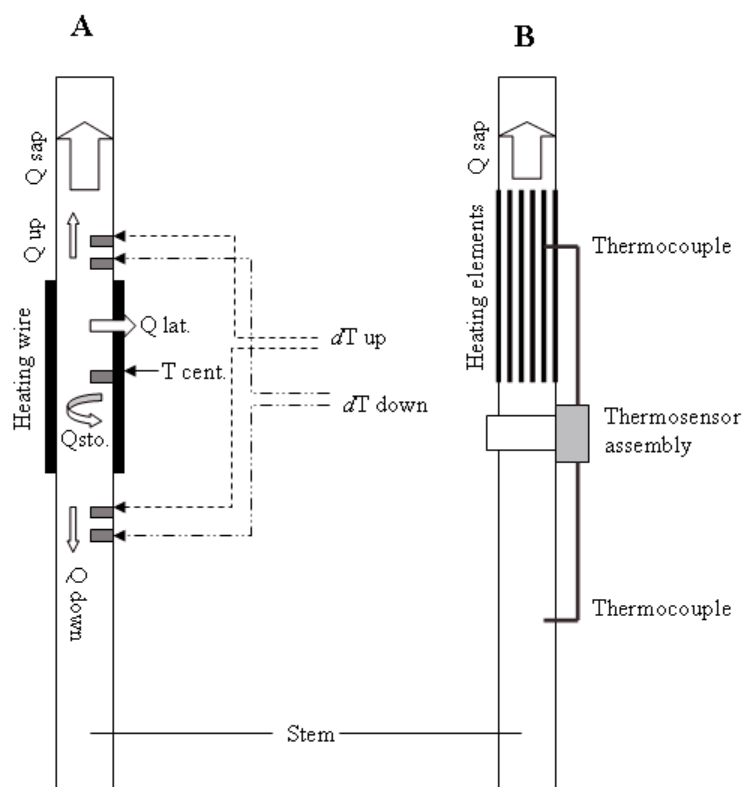 A
Q sap
Q up
Heating wire
Q lat.
T cent.
Qsto.
Q down
dT up
dT down
B
Q sap
Heating elements
Thermocouple
Thermosensor
assembly
Thermocouple
Stem